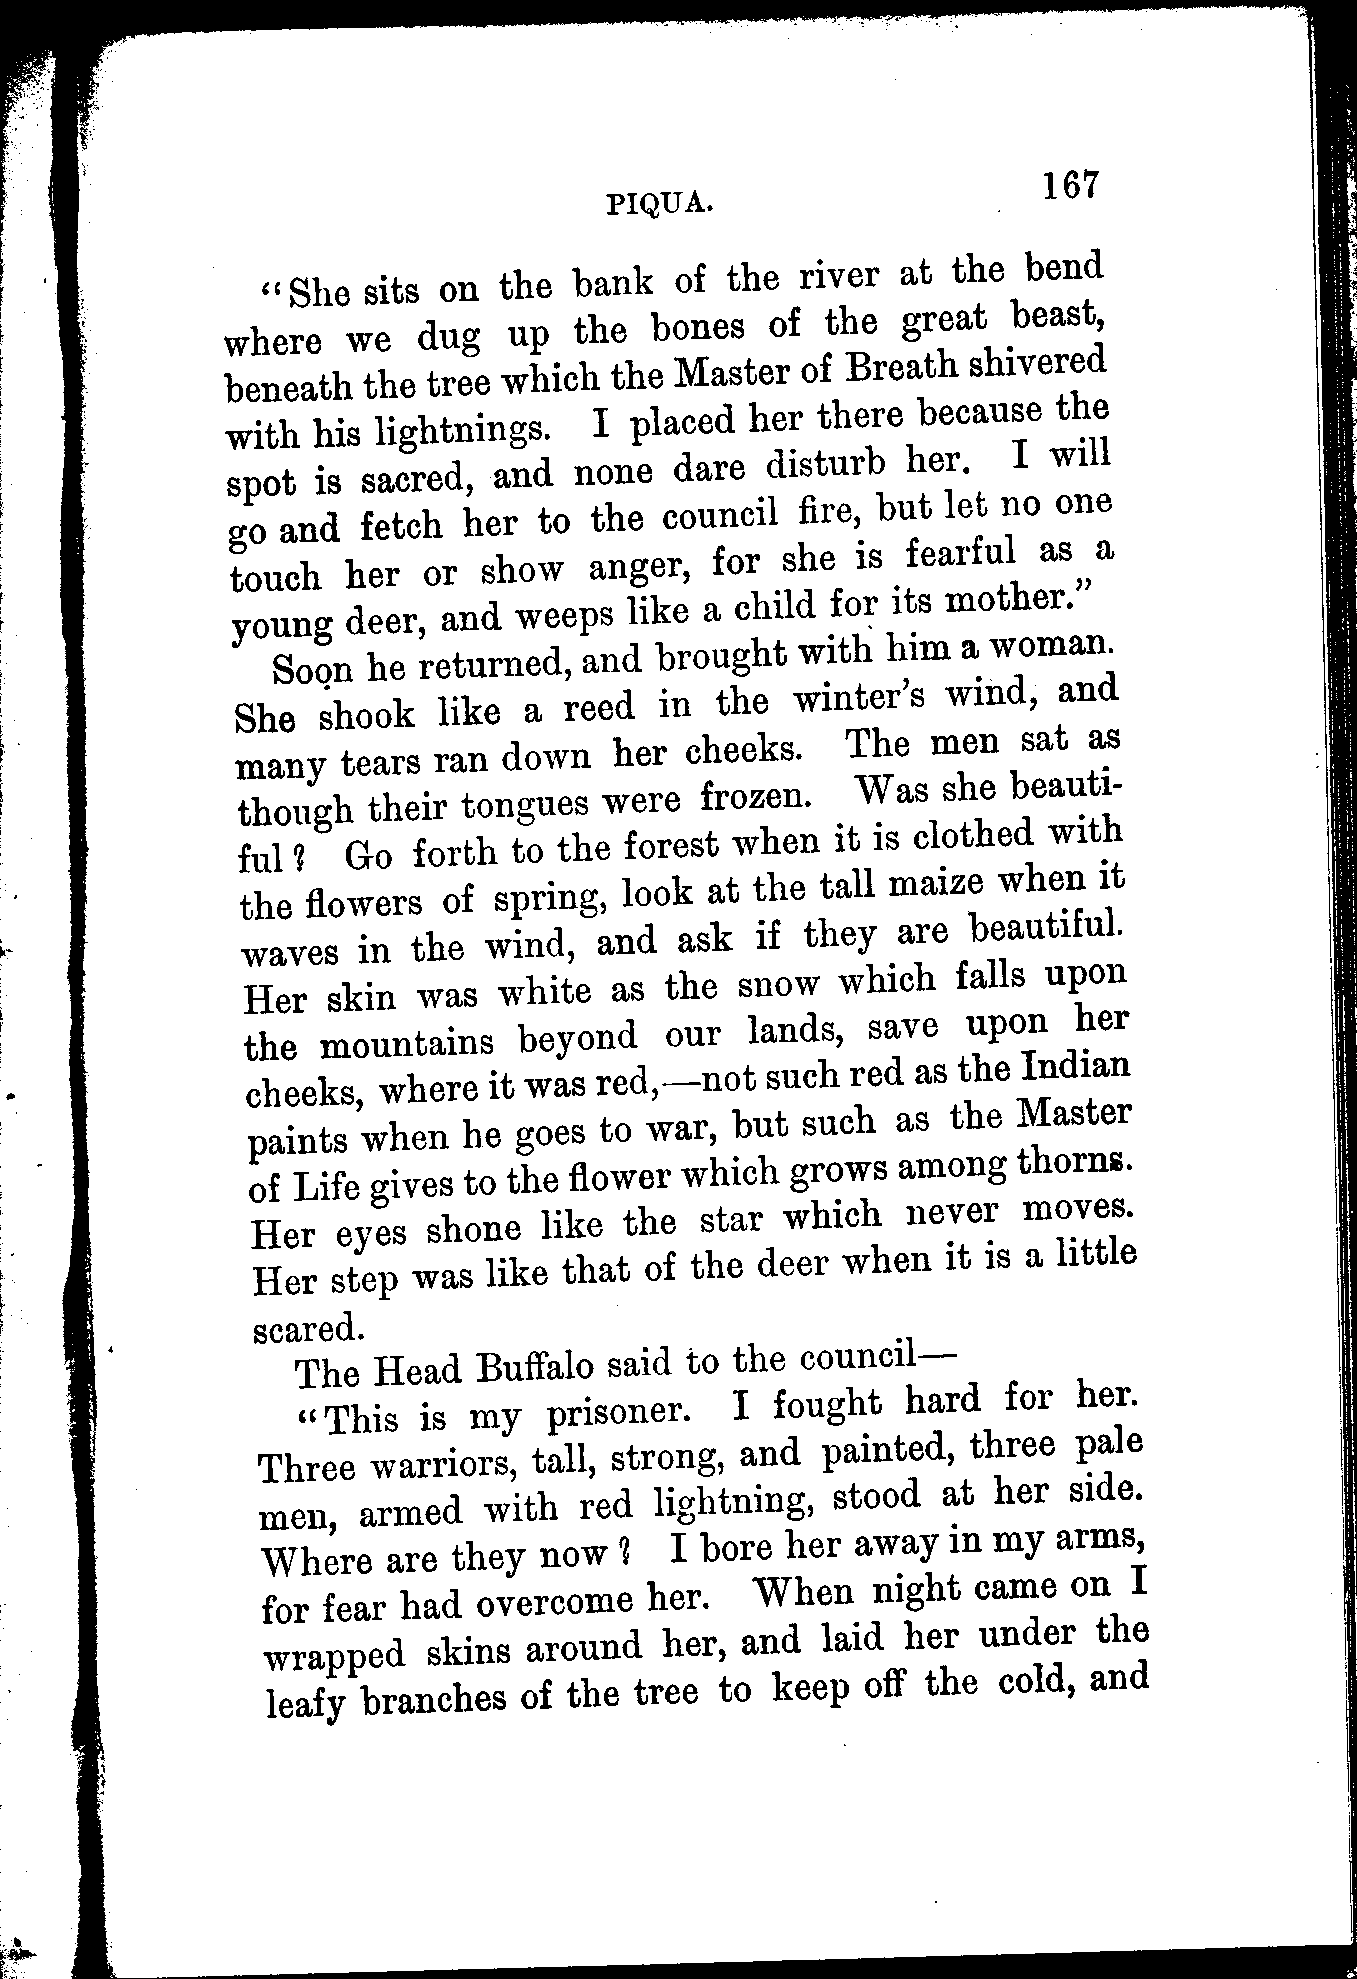 PIQUA. 167
“She sits on the bank of the river at the bend
where we dug up the bones of the great beast,
beneath the tree which the Master of Breath shivered
with his lightnings. I placed her there because the
spot is sacred, and none dare disturb her. I will
go and fetch her to the council fire, but let no one
touch her or show anger, for she is fearful as a
young deer, and weeps like a child for its mother.”
Soon he returned, and brought with him a woman.
She shook like a reed in the winter's wind, and
many tears ran down her cheeks. The men sat as
though their tongues were frozen. Was she beauti-
ful? Go forth to the forest when it is clothed with
the flowers of spring, look at the tall maize when it
waves in the wind, and ask if they are beautiful.
Her skin was white as the snow which falls upon
the mountains beyond our lands, save upon her
cheeks, where it was red,—not such red as the Indian
paints when he goes to war, but such as the Master
of Life gives to the flower which grows among thorns.
Her eyes shone like the star which never moves.
Her step was like that of the deer when it is a little
scared.
The Head Buffalo said to the council—
“This is my prisoner. I fought hard for her.
Three warriors, tall, strong, and painted, three pale
men, armed with red lightning, stood at her side.
Where are they now? I bore her away in my arms,
for fear had overcome her. When night came on I
wrapped skins around her, and laid her under the
leafy branches of the tree to keep off the cold, and